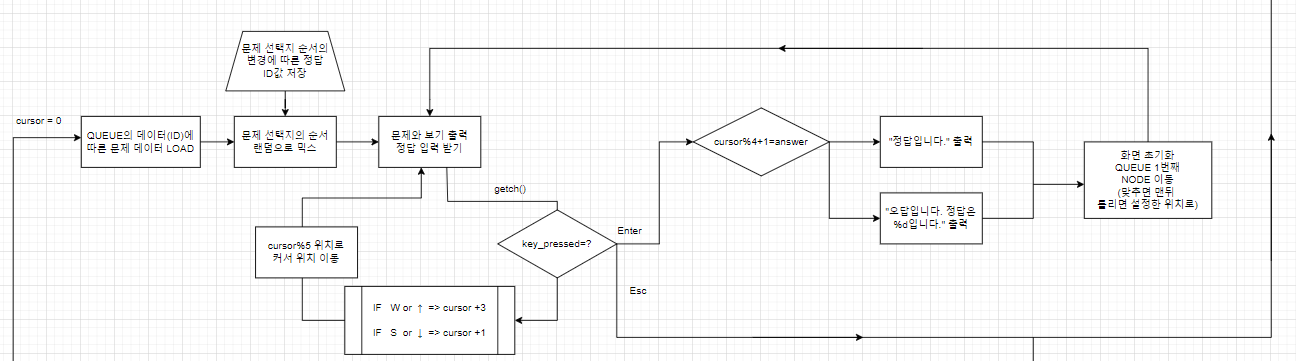 문제 선택지 순서의
변경에 따른 정답
ID값 저장
cursor = 0
QUEUE의 데이터(ID)에
따른 문제 데이터 LOAD
문제 선택지의 순서
랜덤으로 믹스
문제와 보기 출력
정답 입력 받기
getch()
key_pressed=?
Enter
Esc
cursor%5 위치로
커서 위치 이동
IF W or ↑ => cursor +3
IF S or ↓ => cursor +1
cursor%4+1=answer
"정답입니다." 출력
"오답입니다. 정답은
%d입니다." 출력
화면 초기화
QUEUE 1번째
NODE 이동
(맞추면 맨뒤
틀리면 설정한 위치로)